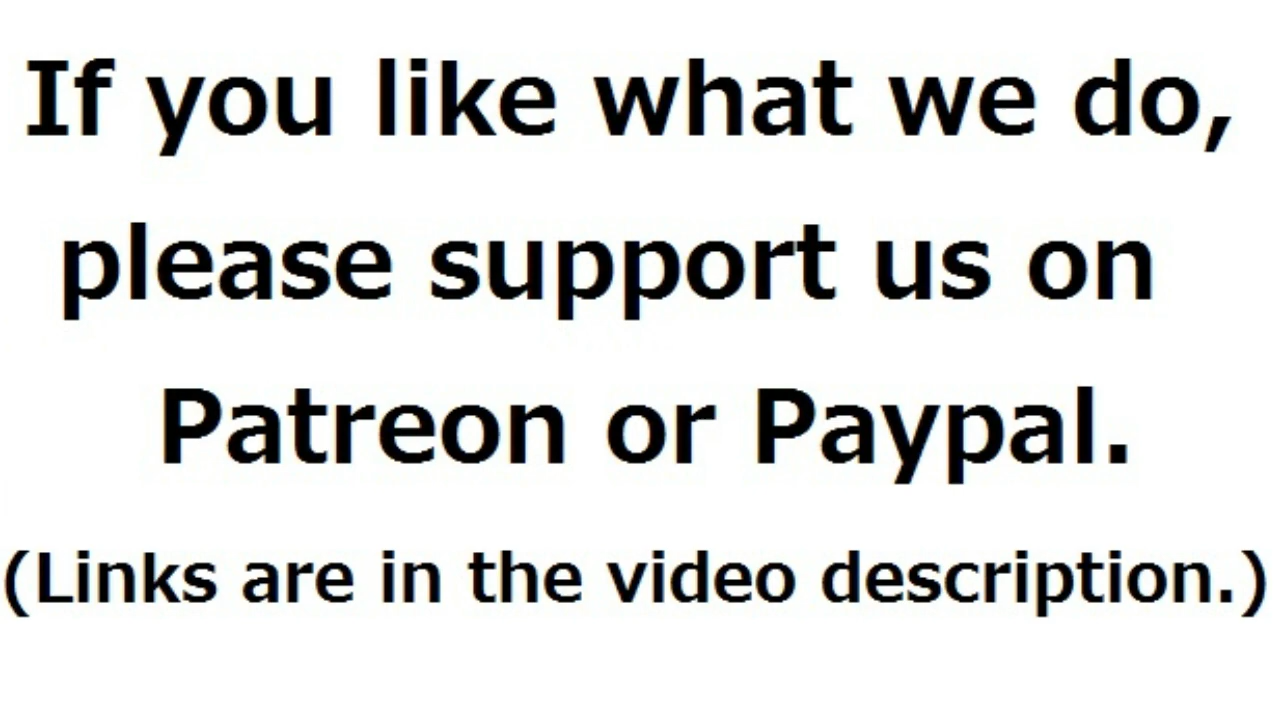 If you like what we do,
please support us on
Patreon or Paypal.
(Links are in the video description.)